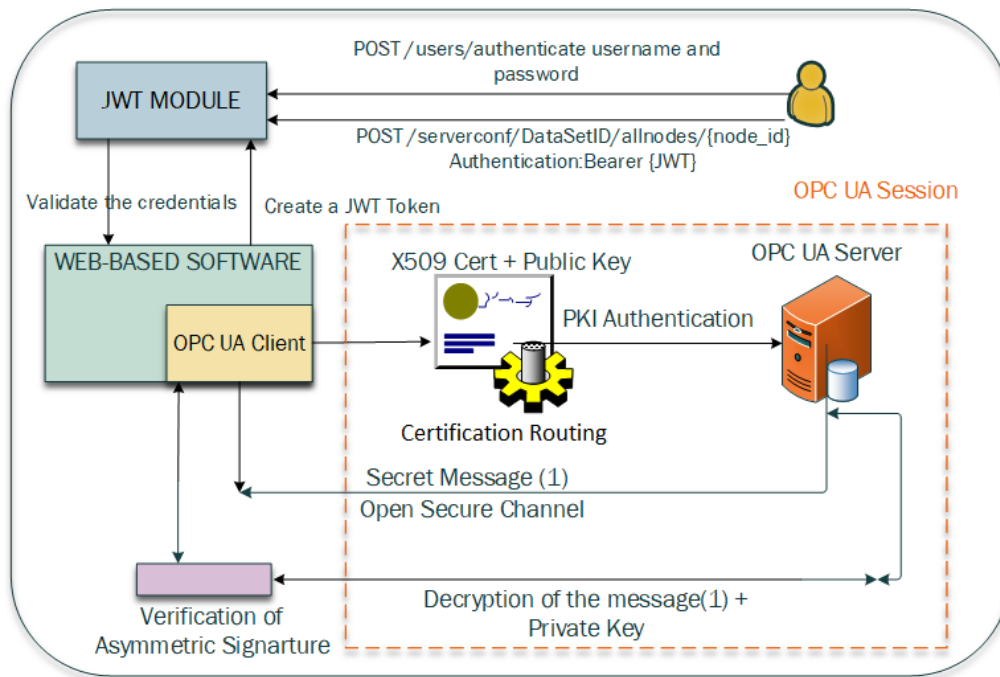 POST/users/authenticate username and
password
JWT MODULE
POST/serverconf/DataSetID/allnodes/{node_id}
Authentication:Bearer {JWT}
OPC UA Session
Validate the credentials
Create a JWT Token
WEB-BASED SOFTWARE
X509 Cert + Public Key
OPC UA Server
OPC UA Client
PKI Authentication
Certification Routing
Secret Message (1)
Open Secure Channel
Decryption of the message(1) +
Private Key
Verification of
Asymmetric Signarture